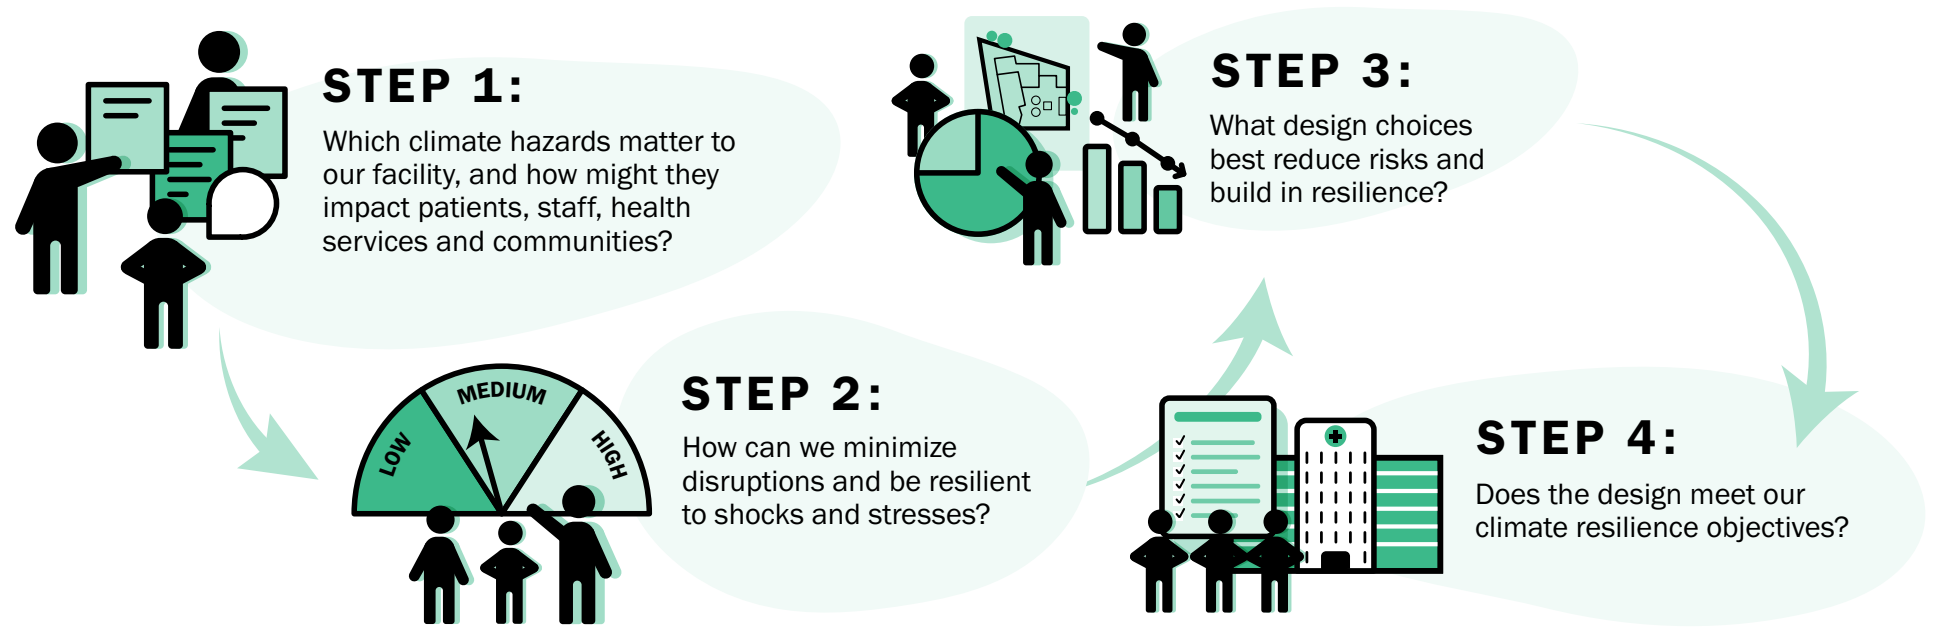 STEP 1:
Which climate hazards matter to
our facility, and how might they
impact patients, staff, health
services and communities?
LOW
MEDIUM
HIGH
STEP 2:
How can we minimize
disruptions and be resilient
to shocks and stresses?
STEP 3:
What design choices
best reduce risks and
build in resilience?
STEP 4:
Does the design meet our
climate resilience objectives?